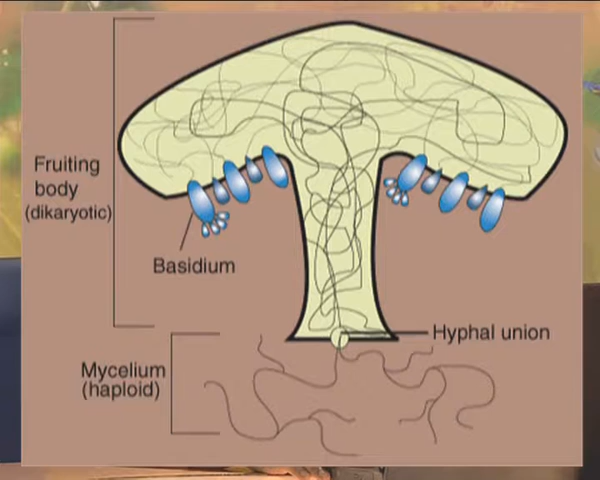 Fruiting
body
(dikaryotic)
Basidium
Hyphal union
Mycelium
(haploid)